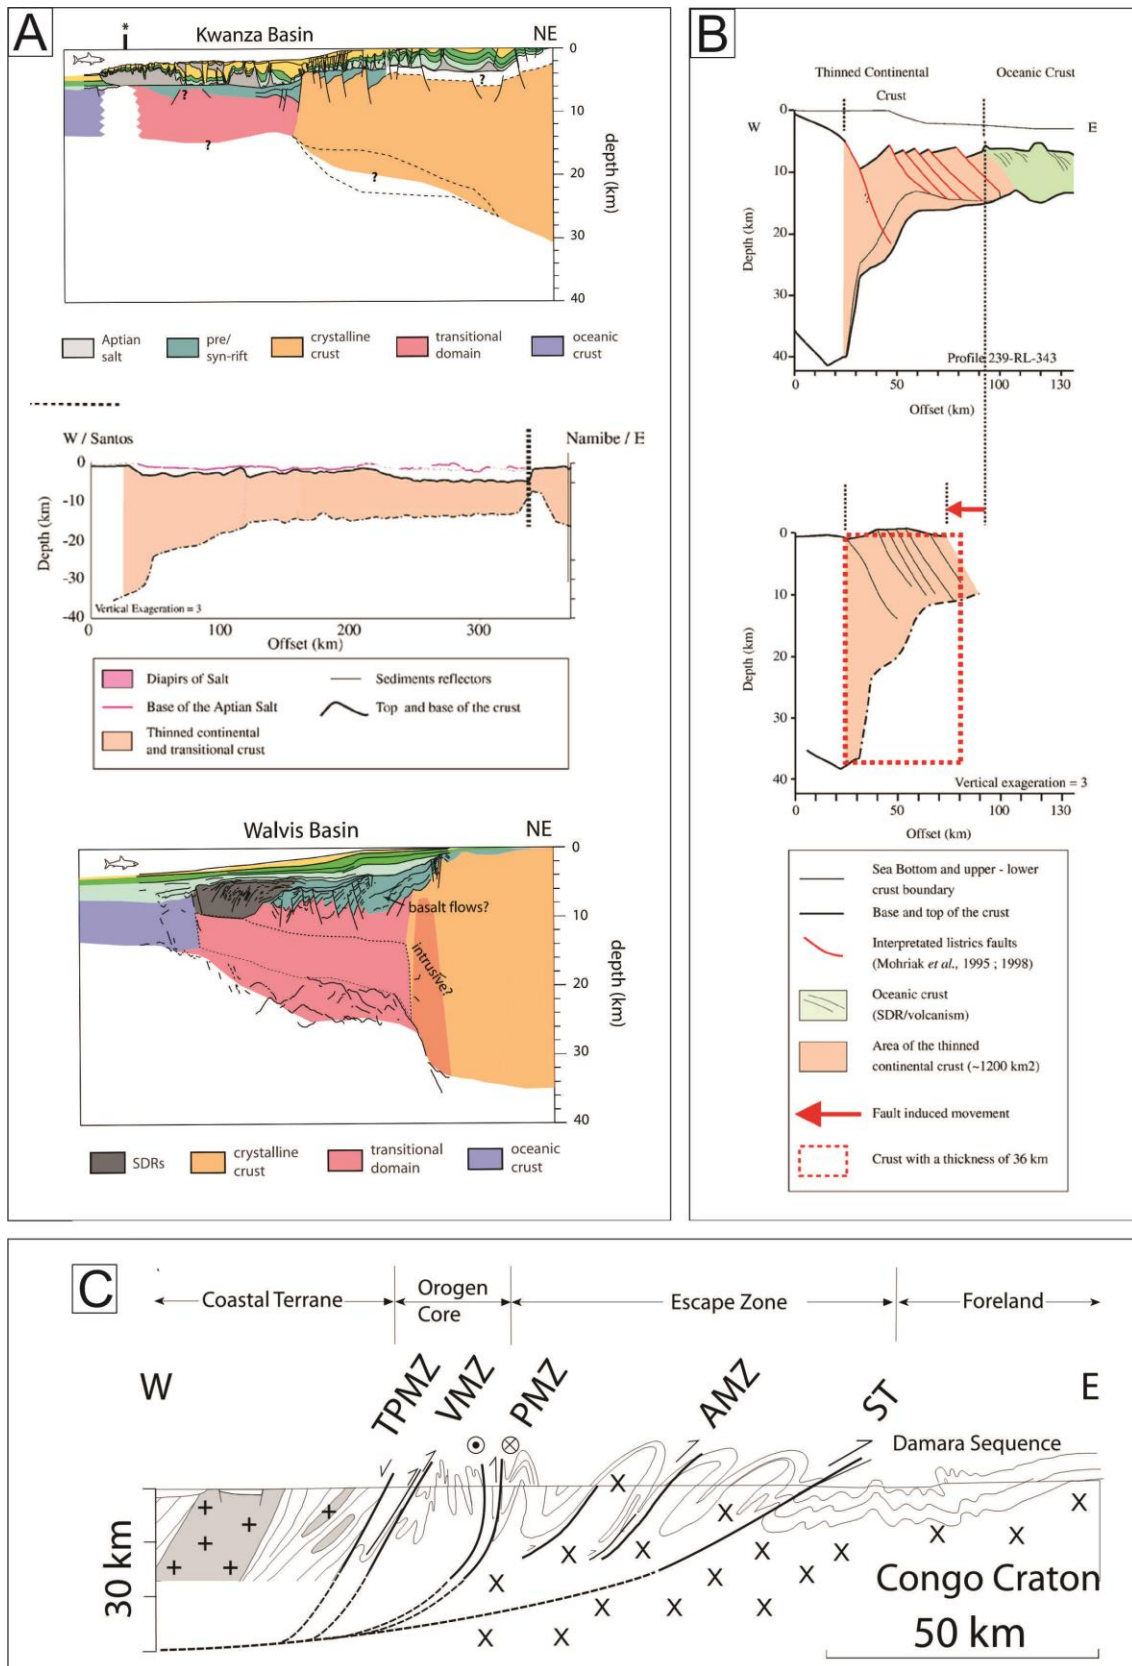 A
*
Kwanza Basin
NE
0
10
20
30
40
depth (km)
?
?
?
?
Aptian
salt
pre/
syn-rift
crystalline
crust
transitional
domain
oceanic
crust
W / Santos
Namibe / E
0
-10
-20
-30
-40
Depth (km)
Vertical Exageration = 3
0
100
200
300
Offset (km)
Diapirs of Salt
Base of the Aptian Salt
Thinned continental
and transitional crust
Sediments reflectors
Top and base of the crust
Walvis Basin
NE
0
10
20
30
40
depth (km)
basalt flows?
intrusive?
SDRs
crystalline
crust
transitional
domain
oceanic
crust
B
Thinned Continental
Crust
Oceanic Crust
W
E
0
10
20
30
40
Depth (km)
Profile 239-RL-343
0
50
100
130
Offset (km)
0
10
20
30
40
Depth (km)
Vertical exageration = 3
0
50
100
130
Offset (km)
Sea Bottom and upper - lower
crust boundary
Base and top of the crust
Interpretated listrics faults
(Mohriak et al., 1995 ; 1998)
Oceanic crust
(SDR/volcanism)
Area of the thinned
continental crust (~1200 km2)
Fault induced movement
Crust with a thickness of 36 km
C
Coastal Terrane
Orogen
Core
Escape Zone
Foreland
W
TPMZ
VMZ
PMZ
AMZ
ST
E
Damara Sequence
30 km
Congo Craton
50 km